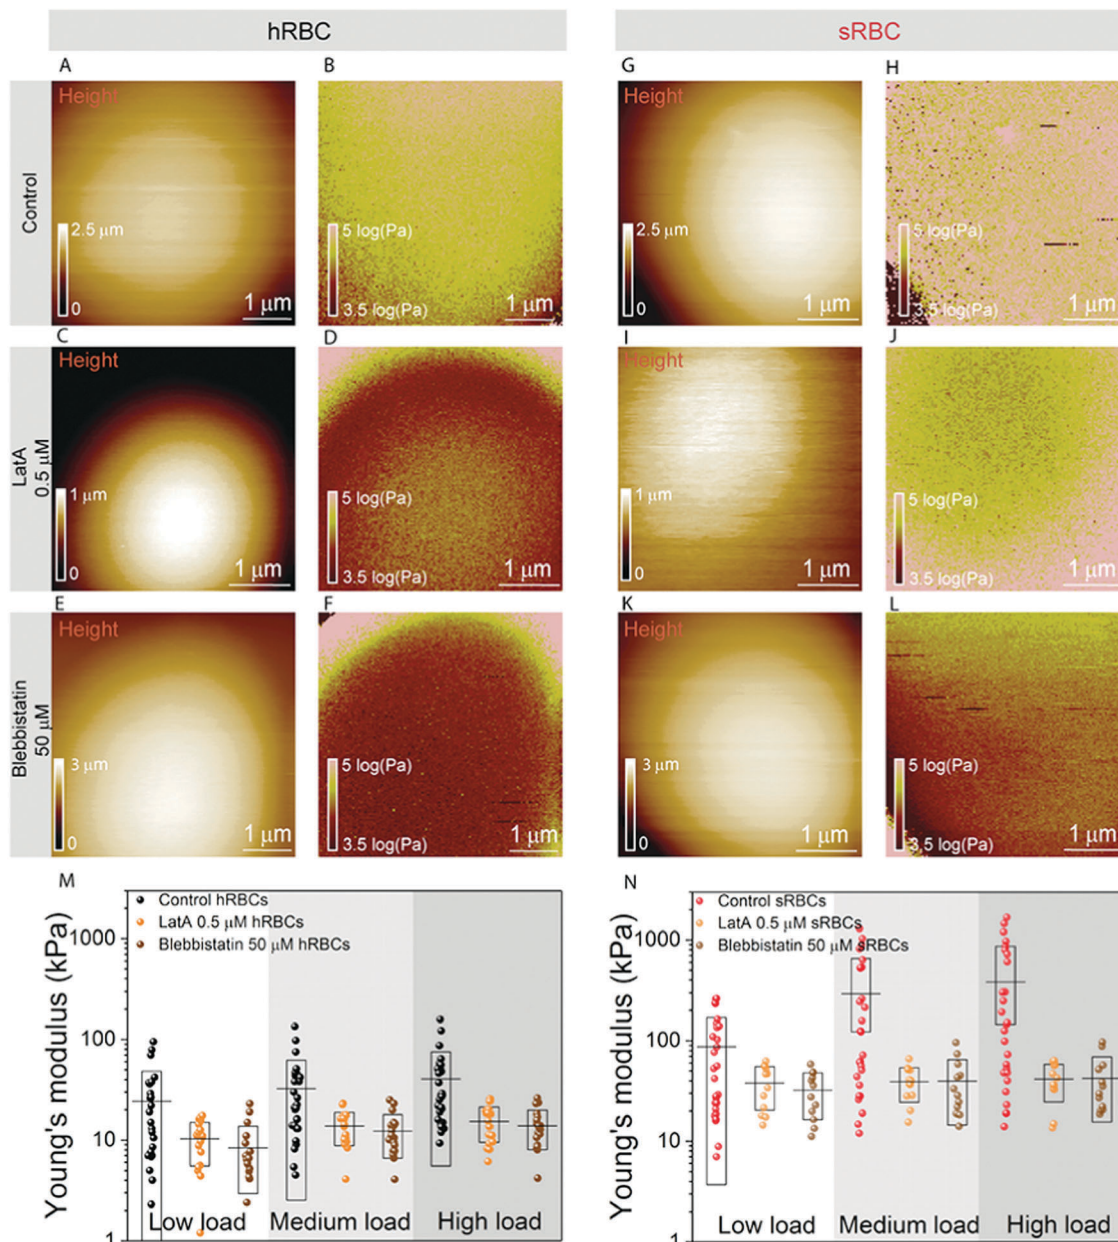 hRBC
sRBC
A
B
G
H
Control
Height
2.5 µm
0
1 µm
5 log(Pa)
3.5 log(Pa)
1 µm
Height
2.5 µm
0
1 µm
5 log(Pa)
3.5 log(Pa)
1 µm
C
D
I
J
LatA
0.5 µM
Height
1 µm
0
1 µm
5 log(Pa)
3.5 log(Pa)
1 µm
Height
1 µm
0
1 µm
5 log(Pa)
3.5 log(Pa)
1 µm
E
F
K
L
Blebbistatin
50 µM
Height
3 µm
0
1 µm
5 log(Pa)
3.5 log(Pa)
1 µm
Height
3 µm
0
1 µm
5 log(Pa)
3.5 log(Pa)
1 µm
M
Young's modulus (kPa)
1000
100
10
1
Control hRBCs
LatA 0.5 µM hRBCs
Blebbistatin 50 µM hRBCs
Low load
Medium load
High load
N
Young's modulus (kPa)
1000
100
10
1
Control sRBCs
LatA 0.5 µM sRBCs
Blebbistatin 50 µM sRBCs
Low load
Medium load
High load